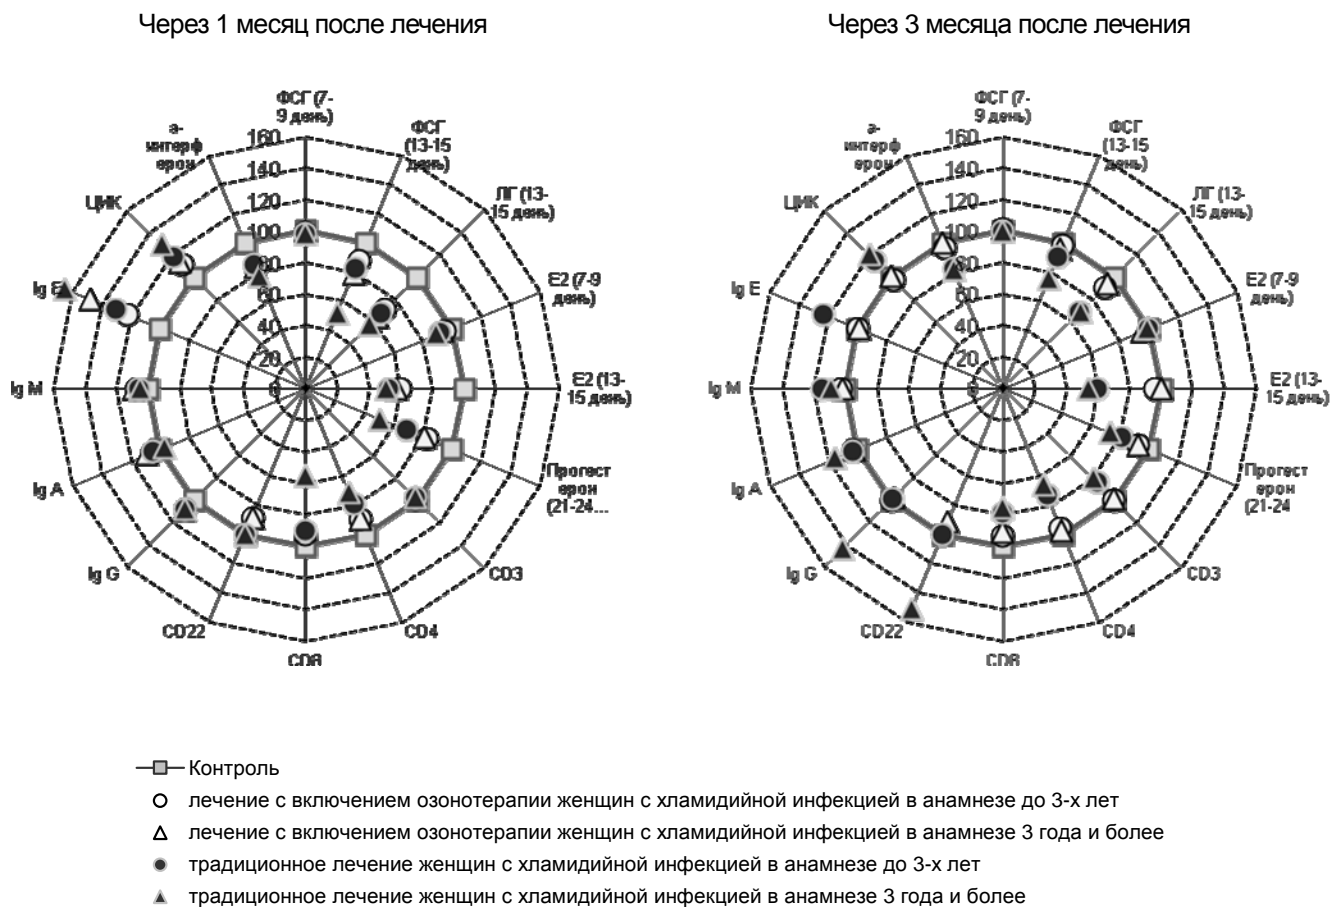 Через 1 месяц после лечения
Через 3 месяца после лечения
ФСГ (7-
9 день)
ФСГ
(13-15
день)
ЛГ (13-
15 день)
Е2 (7-9
день)
Е2 (13-
15 день)
Прогест
ерон
(21-24...
CD3
CD4
CD8
CD22
Ig G
Ig A
Ig M
Ig E
ЦИК
а-
интерф
ерон
160
140
120
100
80
60
40
20
0
ФСГ (7-
9 день)
ФСГ
(13-15
день)
ЛГ (13-
15 день)
Е2 (7-9
день)
Е2 (13-
15 день)
Прогест
ерон
(21-24
CD3
CD4
CD8
CD22
Ig G
Ig A
Ig M
Ig E
ЦИК
а-
интерф
ерон
160
140
120
100
80
60
40
20
0
Контроль
лечение с включением озонотерапии женщин с хламидийной инфекцией в анамнезе до 3-х лет
лечение с включением озонотерапии женщин с хламидийной инфекцией в анамнезе 3 года и более
традиционное лечение женщин с хламидийной инфекцией в анамнезе до 3-х лет
традиционное лечение женщин с хламидийной инфекцией в анамнезе 3 года и более